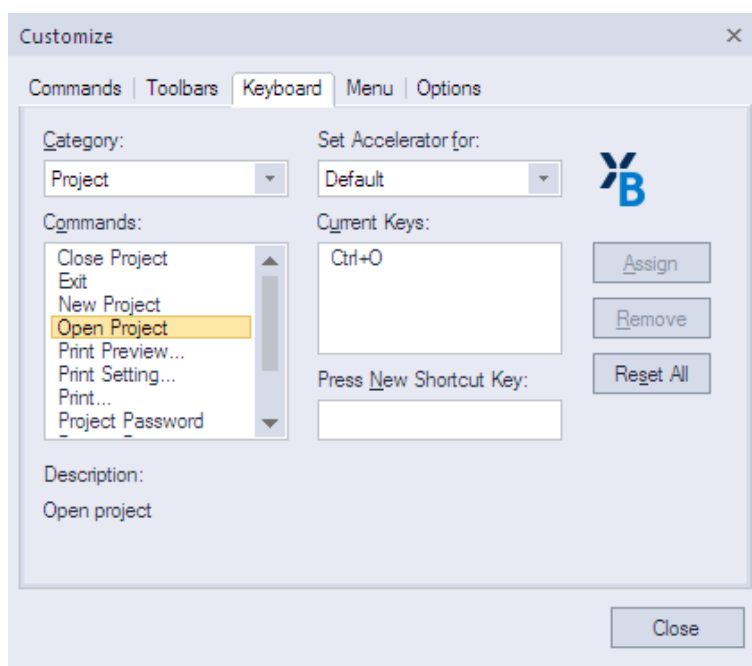 Customize
Commands Toolbars Keyboard Menu Options
Category:
Project
Commands:
Close Project
Exit
New Project
Open Project
Print Preview...
Print Setting...
Print...
Project Password
Set Accelerator for:
Default
Current Keys:
Ctrl+O
Press New Shortcut Key:
B
Assign
Remove
Reset All
Description:
Open project
Close